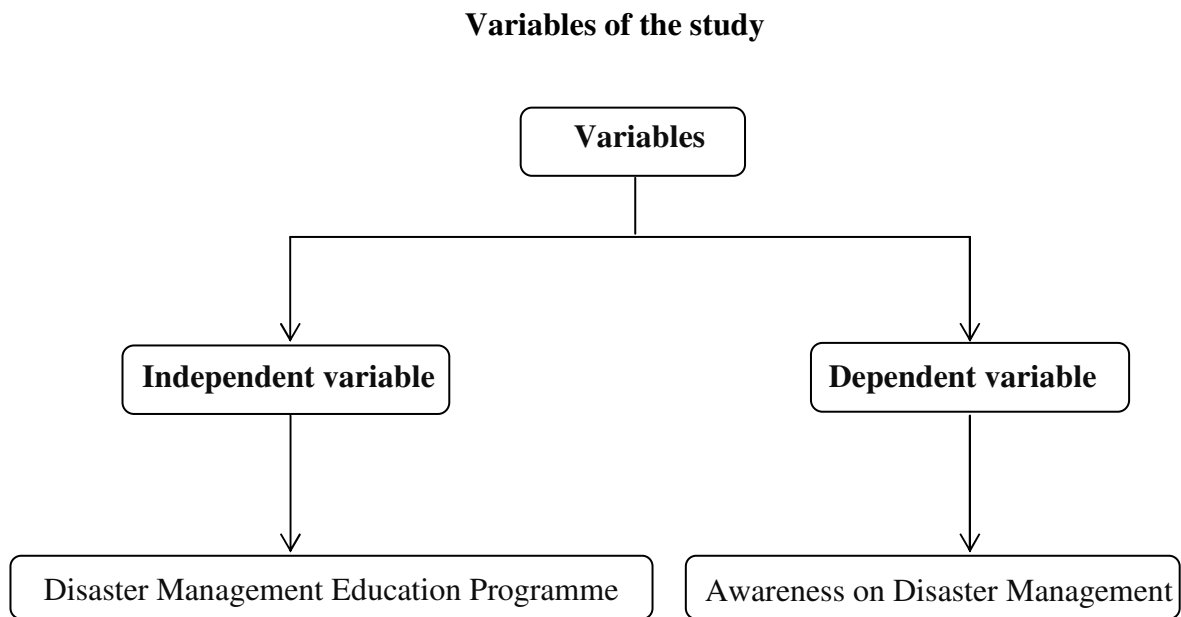 Variables of the study
Variables
Independent variable
Dependent variable
Disaster Management Education Programme
Awareness on Disaster Management